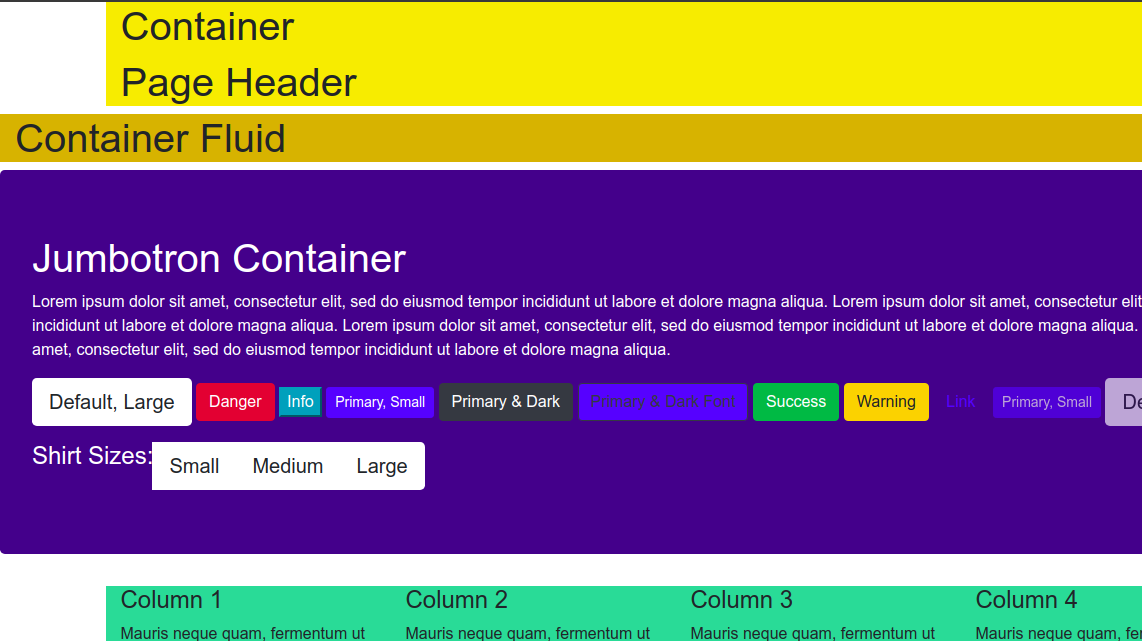 Container
Page Header
Container Fluid
Jumbotron Container
Lorem ipsum dolor sit amet, consectetur elit, sed do eiusmod tempor incididunt ut labore et dolore magna aliqua. Lorem ipsum dolor sit amet, consectetur elit
incididunt ut labore et dolore magna aliqua. Lorem ipsum dolor sit amet, consectetur elit, sed do eiusmod tempor incididunt ut labore et dolore magna aliqua.
amet, consectetur elit, sed do eiusmod tempor incididunt ut labore et dolore magna aliqua.
Default, Large Danger Info Primary, Small Primary & Dark Primary & Dark Font Success Warning Link Primary, Small
Shirt Sizes: Small Medium Large
Column 1 Column 2 Column 3 Column 4
Mauris neque quam, fermentum ut Mauris neque quam, fermentum ut Mauris neque quam, fermentum ut Mauris neque quam,